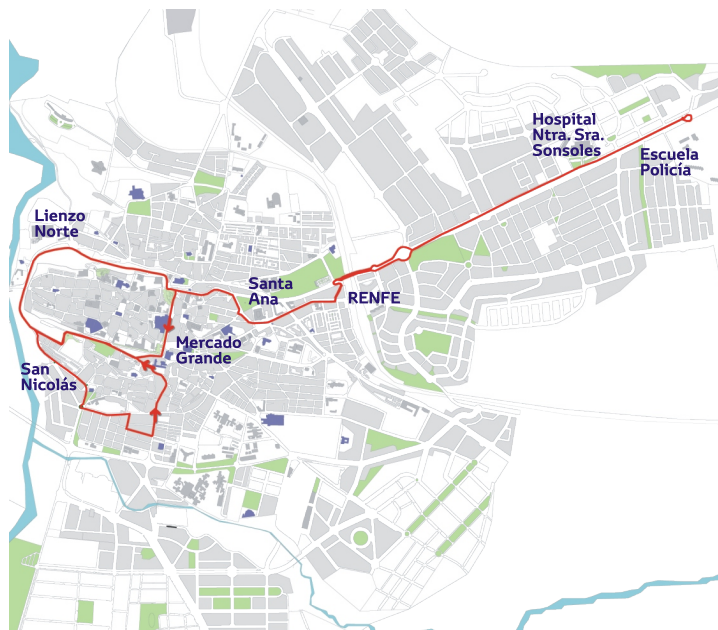 Hospital
Ntra. Sra.
Sonsoles
Escuela
Policía
Lienzo
Norte
Santa
Ana
RENFE
Mercado
Grande
San
Nicolás